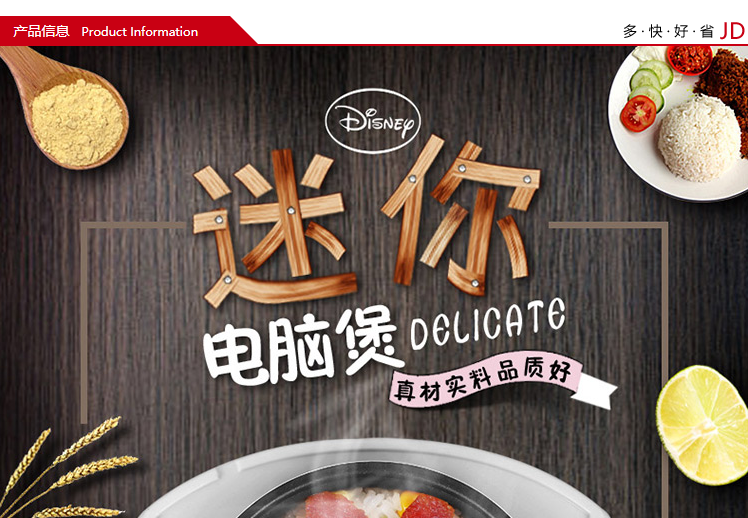 产品信息 Product Information
多·快·好·省 JD
Disney
迷你
电脑煲 DELICATE
真材实料品质好